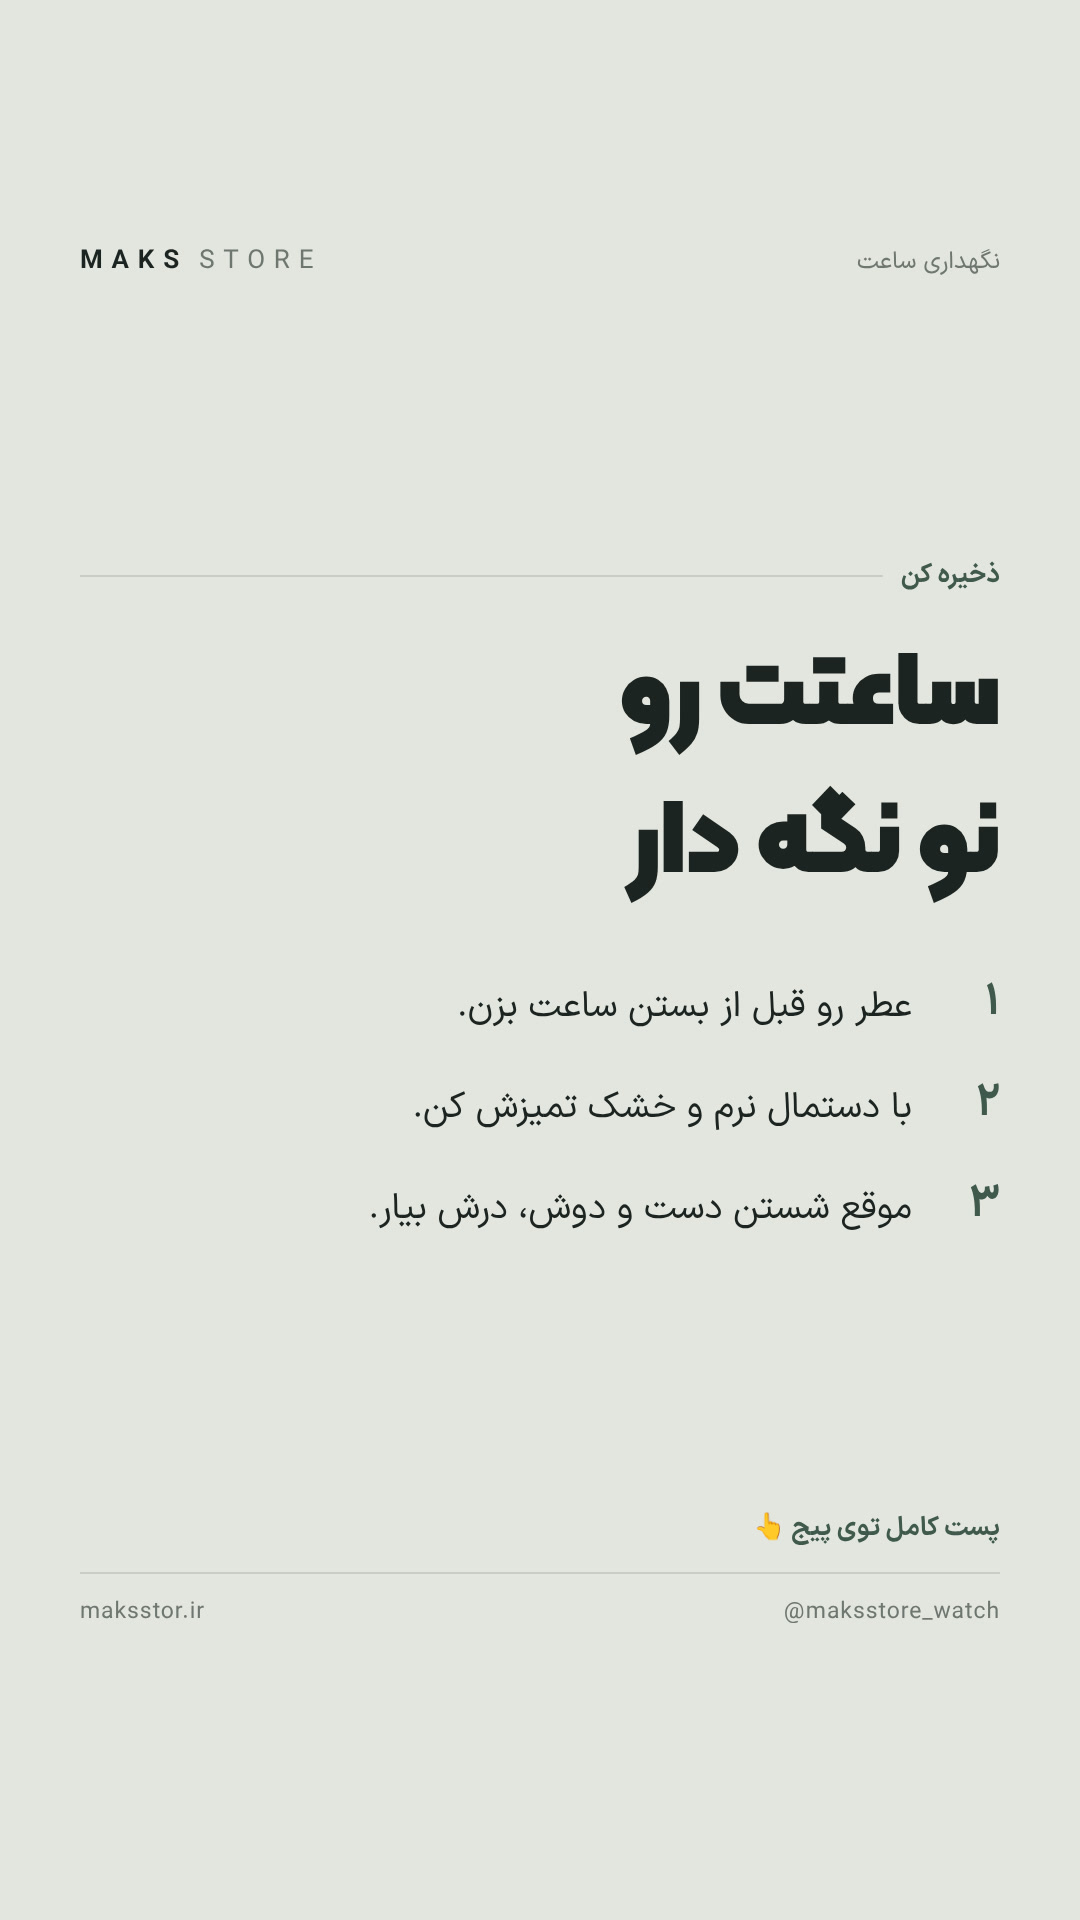 MAKS STORE
نگهداری ساعت
ذخیره کن
ساعتت رو
نو نگه دار
۱ عطر رو قبل از بستن ساعت بزن.
۲ با دستمال نرم و خشک تمیزش کن.
۳ موقع شستن دست و دوش، درش بیار.
پست کامل توی پیج 👆
maksstor.ir
@maksstore_watch